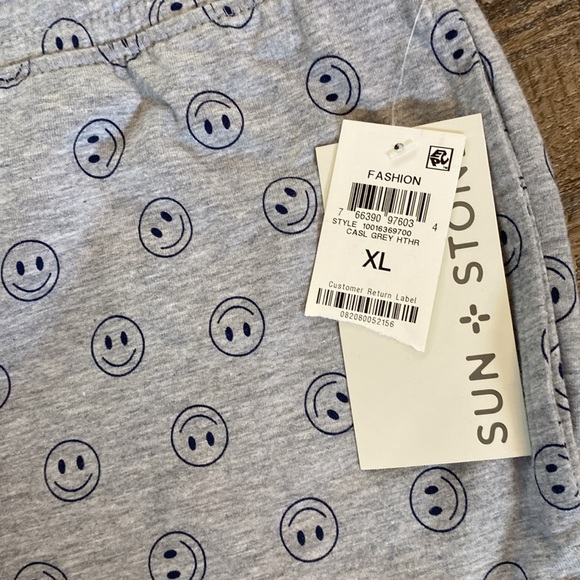 FASHION
7 66390 97603 4
STYLE 10016369700
CASL GREY HTHR
XL
Customer Return Label
082080052156
SUN + STON